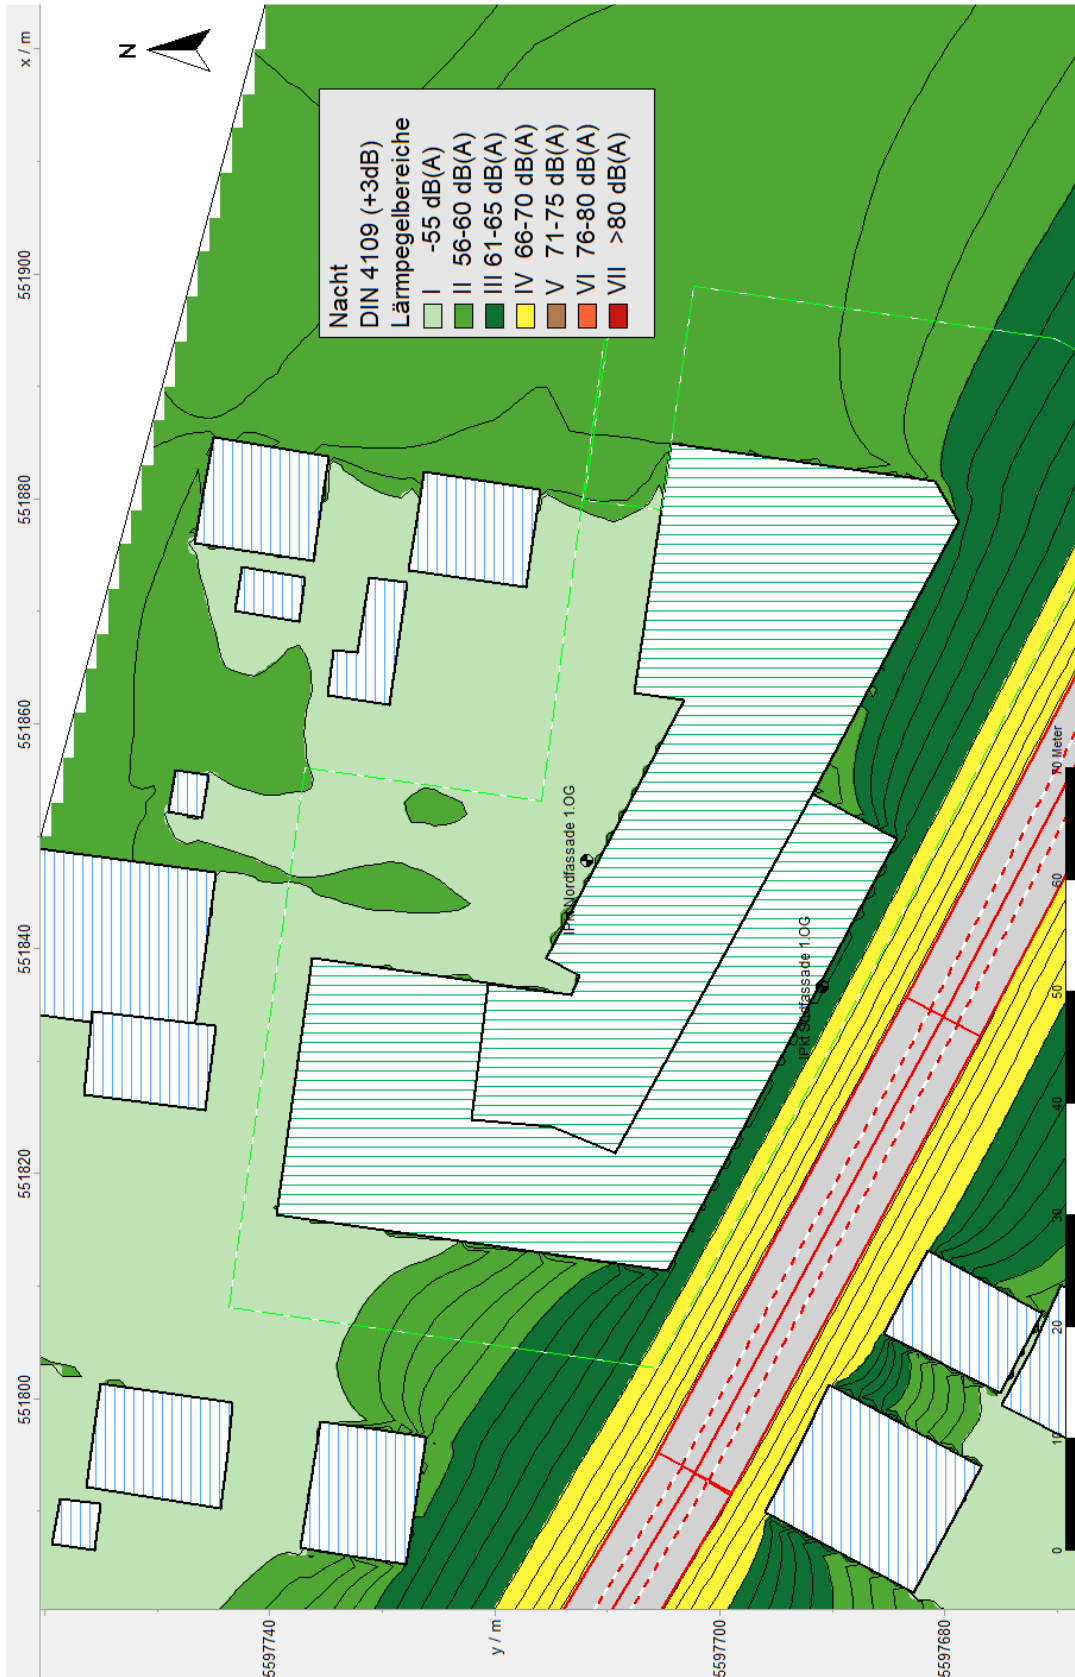 x / m
551900
551880
551860
551840
551820
551800
N
Nacht
DIN 4109 (+3dB)
Lärmpegelbereiche
I -55 dB(A)
II 56-60 dB(A)
III 61-65 dB(A)
IV 66-70 dB(A)
V 71-75 dB(A)
VI 76-80 dB(A)
VII >80 dB(A)
IPkt Nordfassade 1.OG
IPkt Südfassade 1.OG
5597740
y / m
5597700
5597680
0 10 20 30 40 50 60 70 Meter